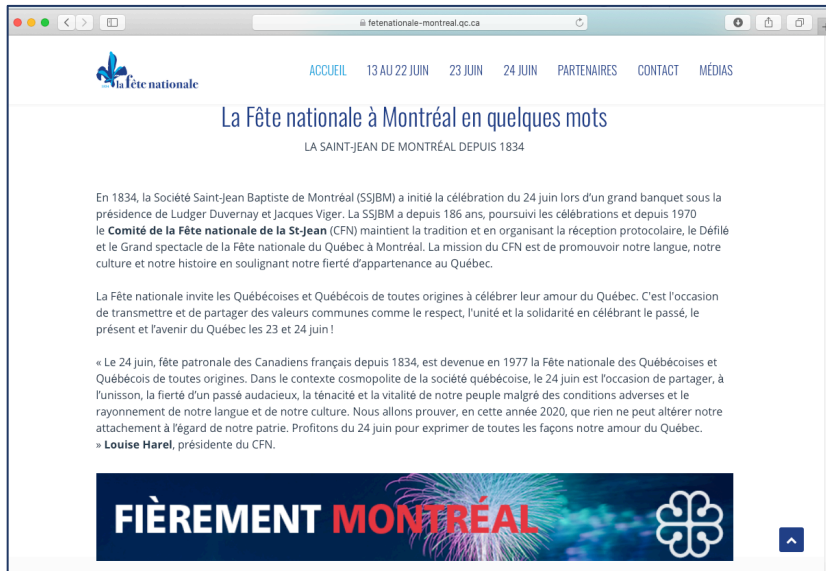 fetenationale-montreal.qc.ca
la fête nationale
ACCUEIL 13 AU 22 JUIN 23 JUIN 24 JUIN PARTENAIRES CONTACT MÉDIAS
La Fête nationale à Montréal en quelques mots
LA SAINT-JEAN DE MONTRÉAL DEPUIS 1834
En 1834, la Société Saint-Jean Baptiste de Montréal (SSJBM) a initié la célébration du 24 juin lors d'un grand banquet sous la
présidence de Ludger Duvernay et Jacques Viger. La SSJBM a depuis 186 ans, poursuivi les célébrations et depuis 1970
le Comité de la Fête nationale de la St-Jean (CFN) maintient la tradition et en organisant la réception protocolaire, le Défilé
et le Grand spectacle de la Fête nationale du Québec à Montréal. La mission du CFN est de promouvoir notre langue, notre
culture et notre histoire en soulignant notre fierté d'appartenance au Québec.
La Fête nationale invite les Québécoises et Québécois de toutes origines à célébrer leur amour du Québec. C'est l'occasion
de transmettre et de partager des valeurs communes comme le respect, l'unité et la solidarité en célébrant le passé, le
présent et l'avenir du Québec les 23 et 24 juin !
« Le 24 juin, fête patronale des Canadiens français depuis 1834, est devenue en 1977 la Fête nationale des Québécoises et
Québécois de toutes origines. Dans le contexte cosmopolite de la société québécoise, le 24 juin est l'occasion de partager, à
l'unisson, la fierté d'un passé audacieux, la ténacité et la vitalité de notre peuple malgré des conditions adverses et le
rayonnement de notre langue et de notre culture. Nous allons prouver, en cette année 2020, que rien ne peut altérer notre
attachement à l'égard de notre patrie. Profitons du 24 juin pour exprimer de toutes les façons notre amour du Québec.
» Louise Harel, présidente du CFN.
FIÈREMENT MONTRÉAL